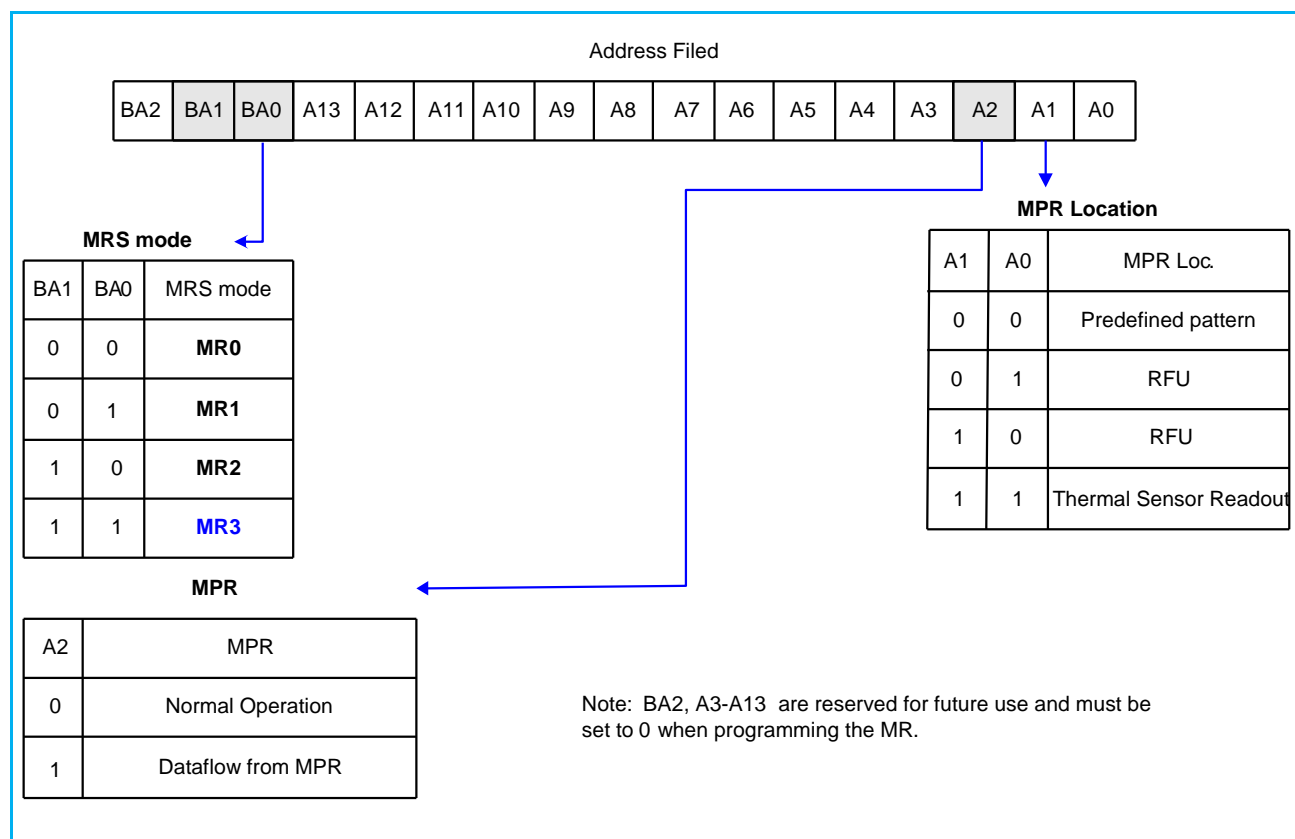 Address Filed
BA2 BA1 BA0 A13 A12 A11 A10 A9 A8 A7 A6 A5 A4 A3 A2 A1 A0
MPR Location
A1 A0 MPR Loc.
0 0 Predefined pattern
0 1 RFU
1 0 RFU
1 1 Thermal Sensor Readout
MRS mode
BA1 BA0 MRS mode
0 0 MR0
0 1 MR1
1 0 MR2
1 1 MR3
MPR
A2 MPR
0 Normal Operation
1 Dataflow from MPR
Note: BA2, A3-A13 are reserved for future use and must be
set to 0 when programming the MR.